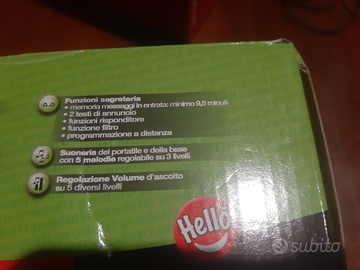 Funzioni segreteria
• memoria messaggi in entrata: minimo 9,5 minuti
• 2 testi di annuncio
• funzioni risponditore
• funzione filtro
• programmazione a distanza
Suoneria del portatile e della base
con 5 melodie regolabile su 3 livelli
Regolazione Volume d'ascolto
su 5 diversi livelli
Hello
subito